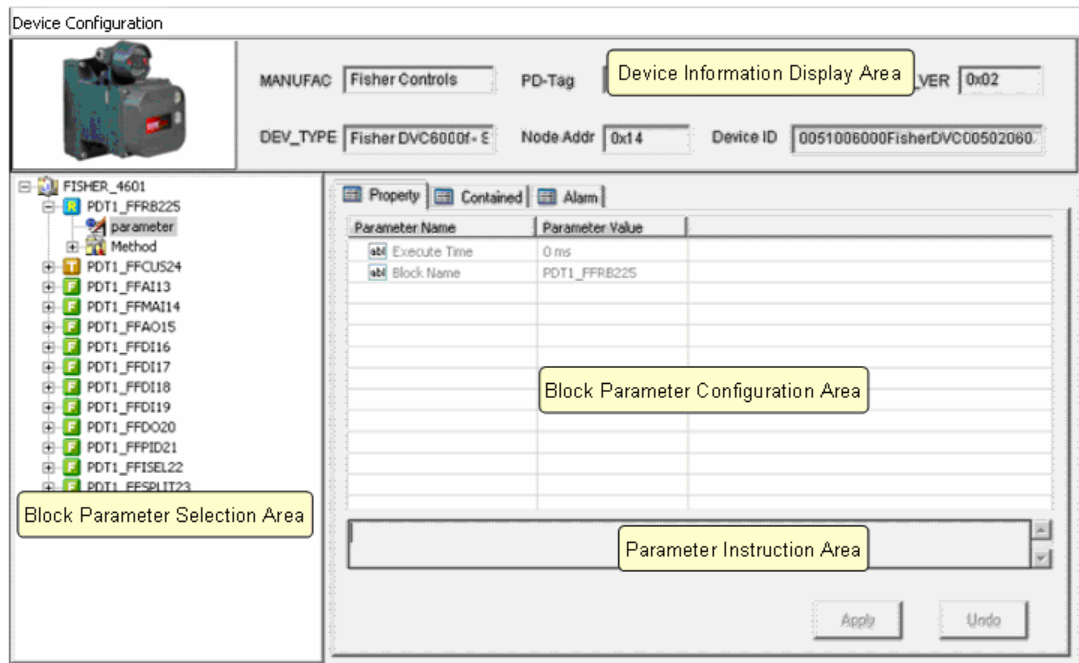 Device Configuration
MANUFAC Fisher Controls PD-Tag Device Information Display Area _VER 0x02
DEV_TYPE Fisher DVC6000f- S Node Addr 0x14 Device ID 0051006000FisherDVC00502060
FISHER_4601
PDT1_FFRB225
parameter
Method
PDT1_FFCUS24
PDT1_FFAI13
PDT1_FFMAI14
PDT1_FFAO15
PDT1_FFDI16
PDT1_FFDI17
PDT1_FFDI18
PDT1_FFDI19
PDT1_FFDO20
PDT1_FFPID21
PDT1_FFISEL22
PDT1_FFSPLIT23
Block Parameter Selection Area
Property Contained Alarm
Parameter Name Parameter Value
Execute Time 0 ms
Block Name PDT1_FFRB225
Block Parameter Configuration Area
Parameter Instruction Area
Apply Undo